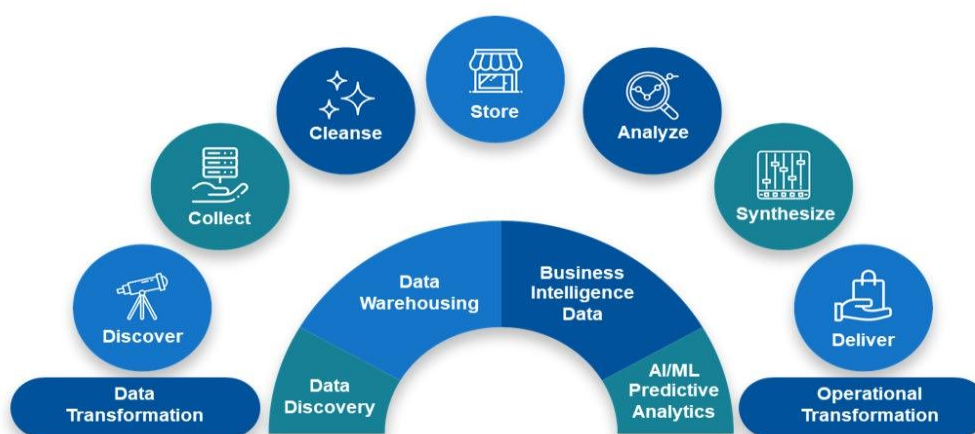 Store
Cleanse
Analyze
Collect
Synthesize
Discover
Deliver
Data
Warehousing
Business
Intelligence
Data
Data
Discovery
AI/ML
Predictive
Analytics
Data
Transformation
Operational
Transformation